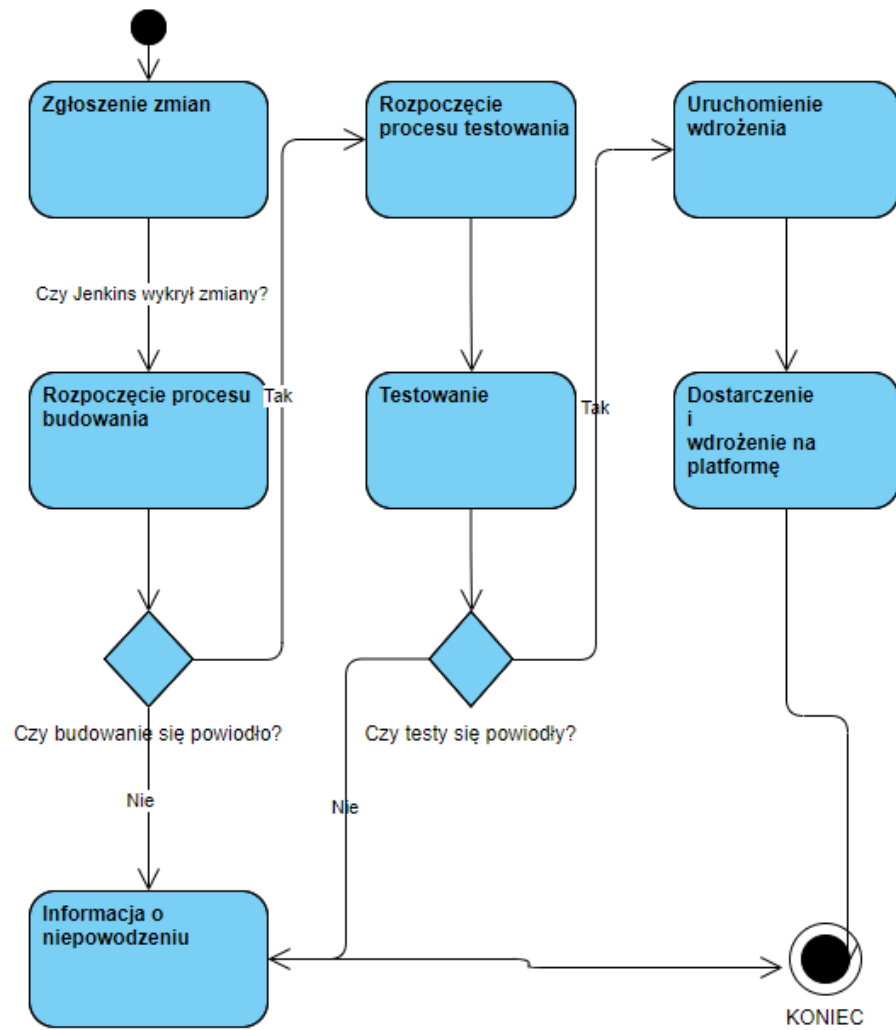 Zgłoszenie zmian
Czy Jenkins wykrył zmiany?
Rozpoczęcie procesu
budowania
Czy budowanie się powiodło?
Tak
Nie
Informacja o
niepowodzeniu
Rozpoczęcie
procesu testowania
Testowanie
Czy testy się powiodły?
Tak
Nie
Uruchomienie
wdrożenia
Dostarczenie
i
wdrożenie na
platformę
KONIEC